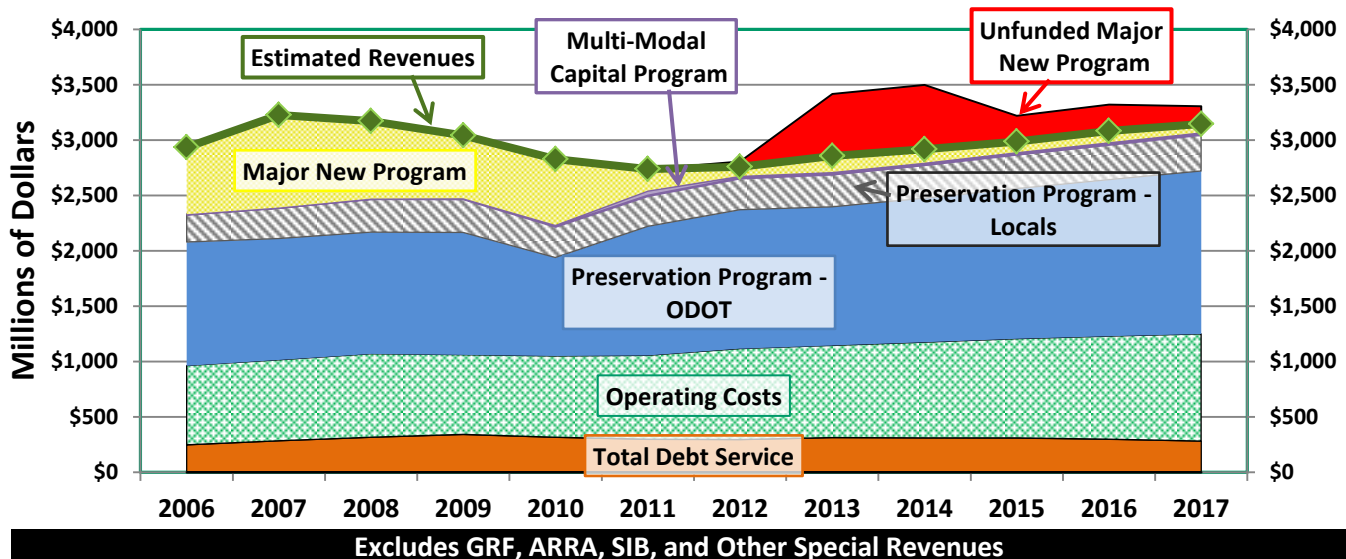 $4,000
$3,500
$3,000
$2,500
$2,000
$1,500
$1,000
$500
$0
Millions of Dollars
Estimated Revenues
Multi-Modal
Capital Program
Unfunded Major
New Program
Major New Program
Preservation Program -
Locals
Preservation Program -
ODOT
Operating Costs
Total Debt Service
$4,000
$3,500
$3,000
$2,500
$2,000
$1,500
$1,000
$500
$0
2006 2007 2008 2009 2010 2011 2012 2013 2014 2015 2016 2017
Excludes GRF, ARRA, SIB, and Other Special Revenues